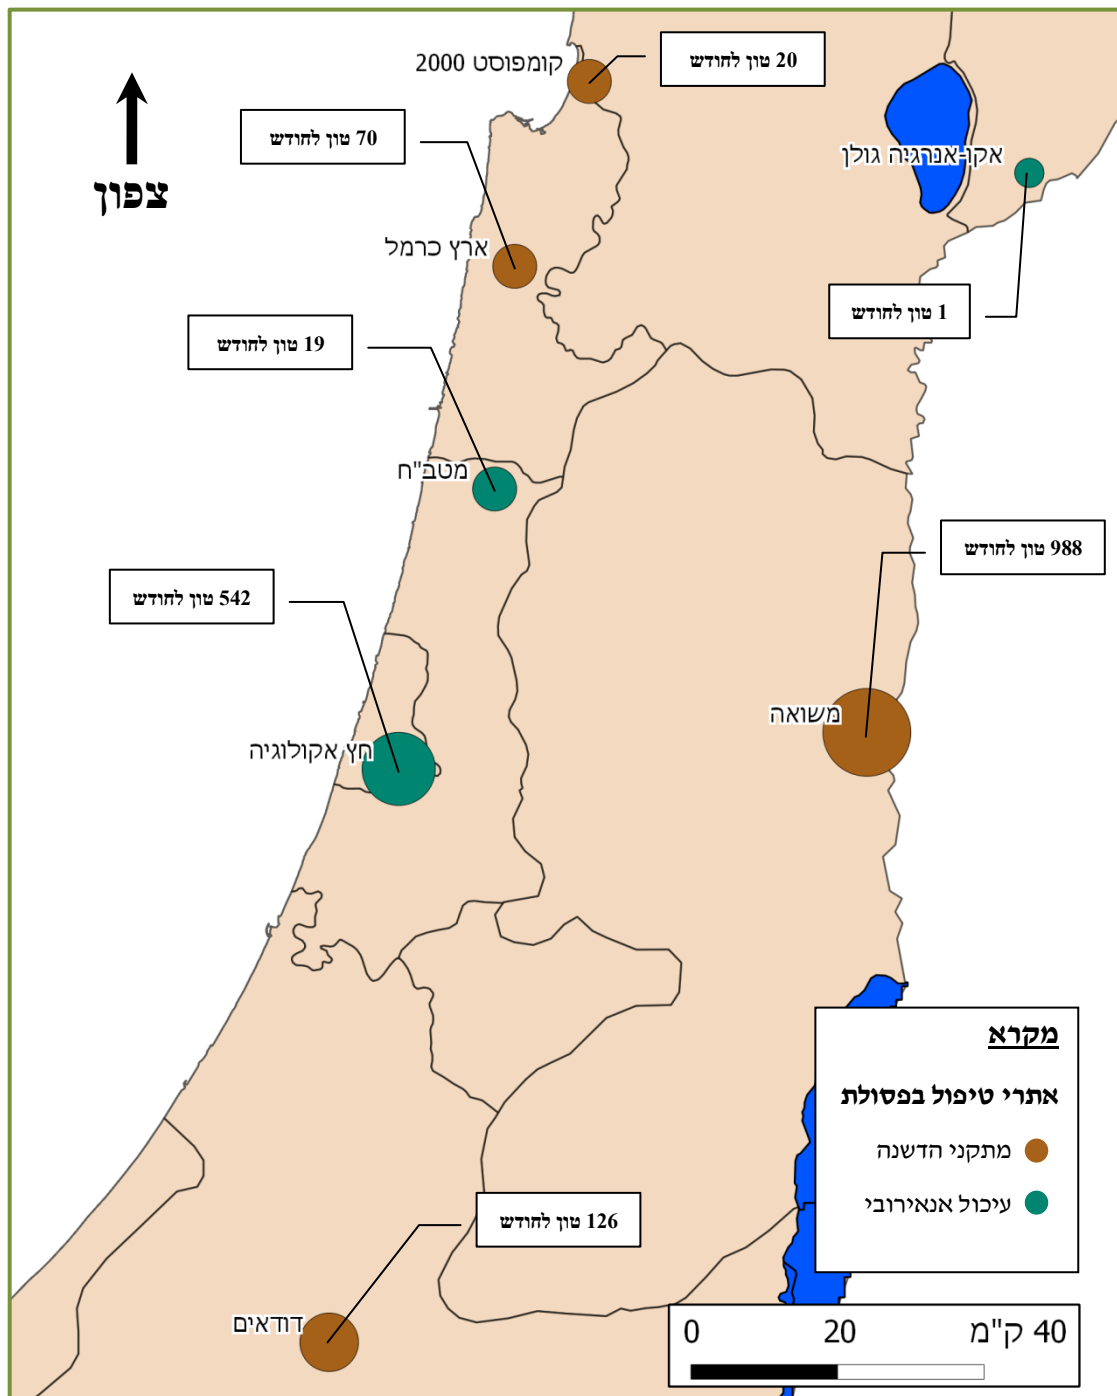 קומפוסט 2000
20 טון לחודש
70 טון לחודש
אקו-אנרגיה גולן
צפון
ארץ כרמל
1 טון לחודש
19 טון לחודש
מטב"ח
988 טון לחודש
542 טון לחודש
משואה
חץ אקולוגיה
מקרא
אתרי טיפול בפסולת
מתקני הדשנה
עיכול אנאירובי
126 טון לחודש
דודאים
0 20 40 ק"מ